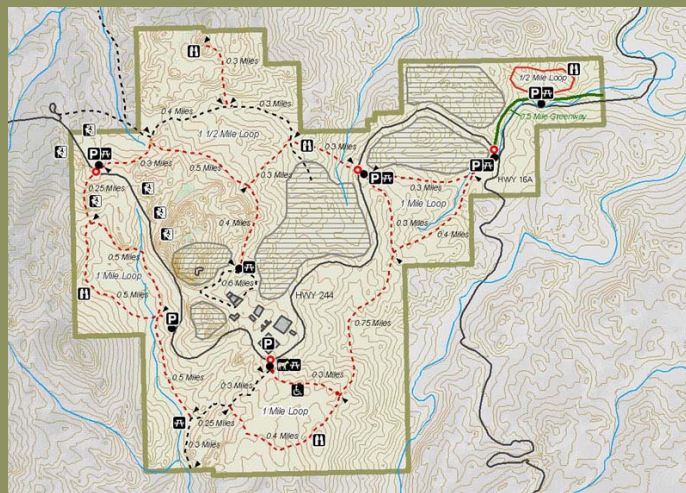 0.3 Miles
1/2 Mile Loop
P
0.4 Miles
0.3 Miles
0.5 Mile Greenway
1 1/2 Mile Loop
0.3 Miles
P
P
0.3 Miles
0.5 Miles
0.3 Miles
P
P
HWY 16A
0.25 Miles
0.3 Miles
1 Mile Loop
0.4 Miles
0.4 Miles
0.5 Miles
1 Mile Loop
0.6 Miles
0.5 Miles
HWY 244
P
0.75 Miles
P
0.5 Miles
0.3 Miles
0.3 Miles
1 Mile Loop
0.25 Miles
0.4 Miles
0.3 Miles